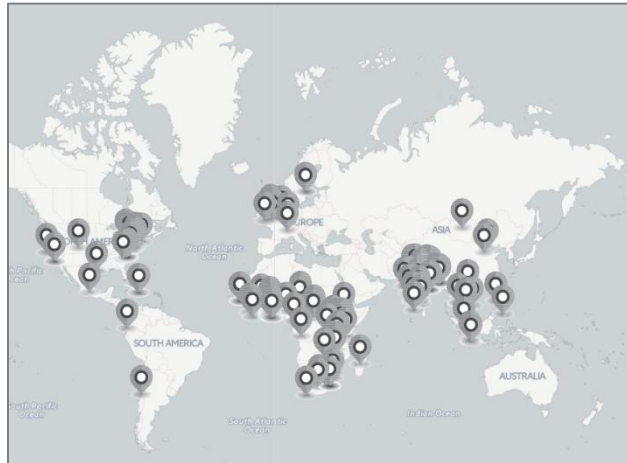 North Atlantic
Ocean
EUROPE
ASIA
SOUTH AMERICA
AUSTRALIA
Indian Ocean
South Atlantic
Ocean